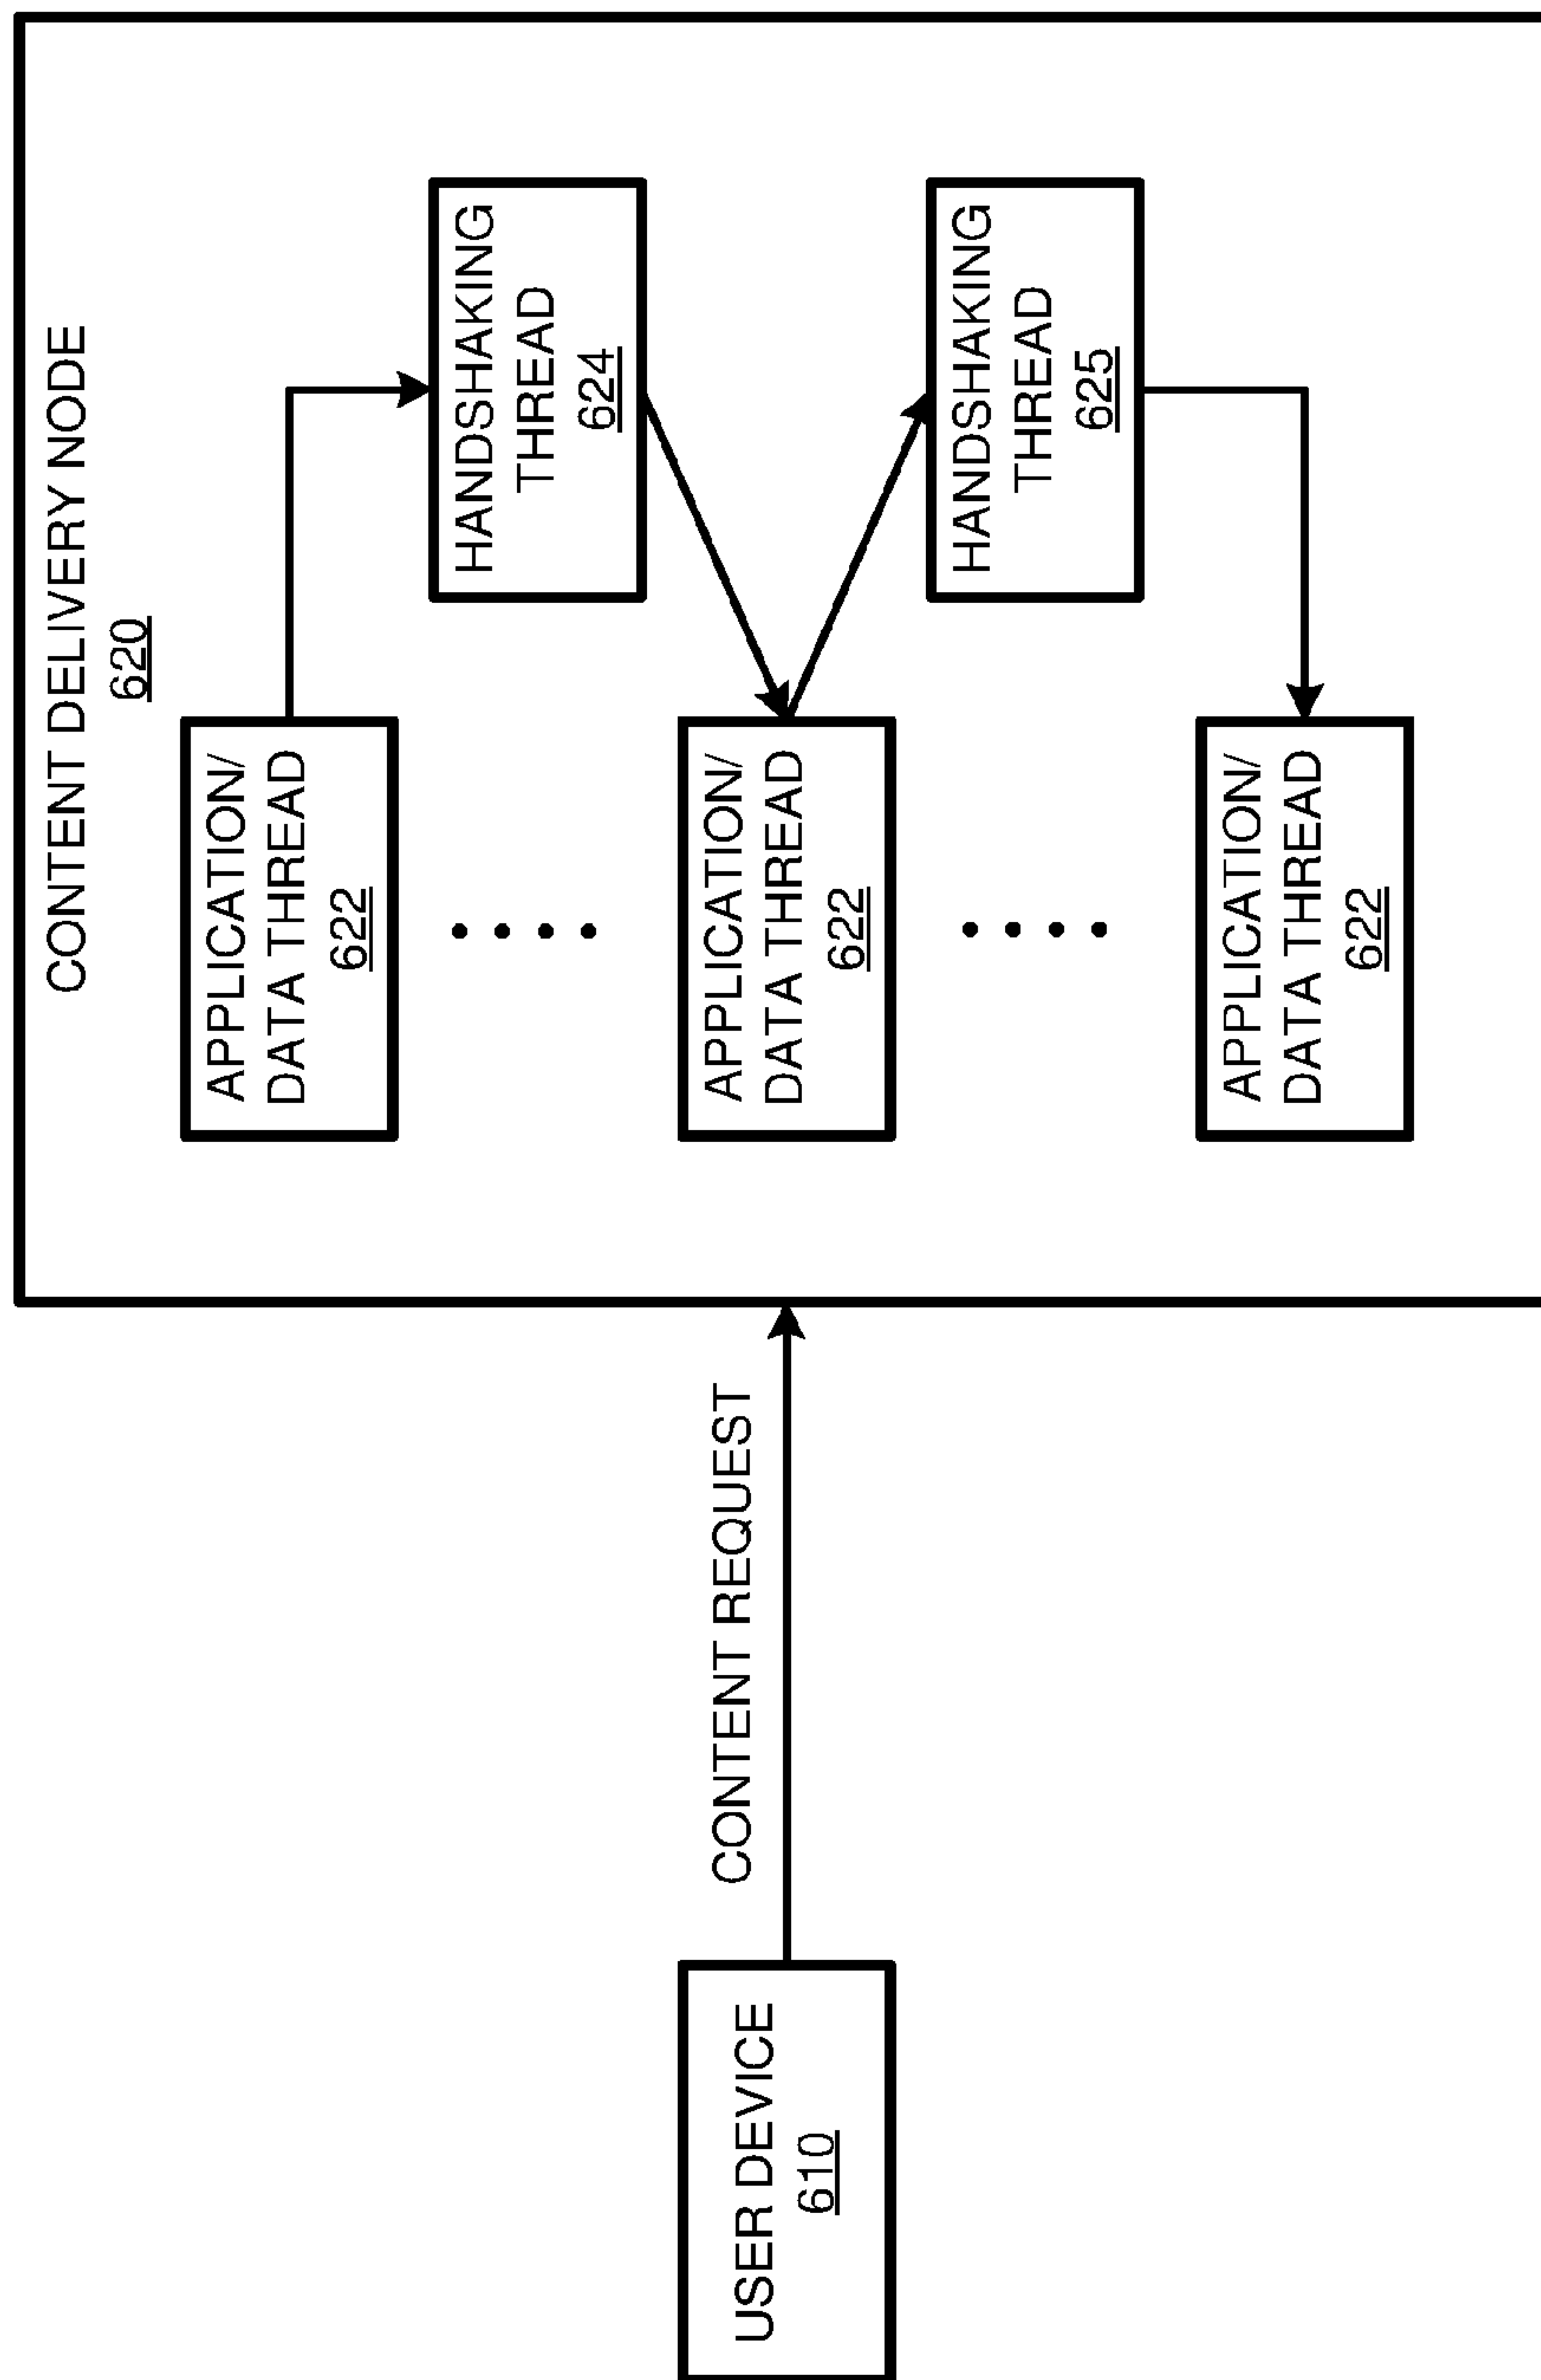 CONTENT DELIVERY NODE
620
APPLICATION/
DATA THREAD
622
HANDSHAKING
THREAD
624
USER DEVICE
610
CONTENT REQUEST
APPLICATION/
DATA THREAD
622
HANDSHAKING
THREAD
625
APPLICATION/
DATA THREAD
622